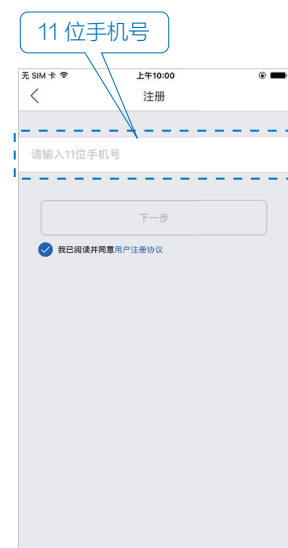 11 位手机号
无 SIM 卡 上午10:00
注册
请输入11位手机号
下一步
我已阅读并同意用户注册协议